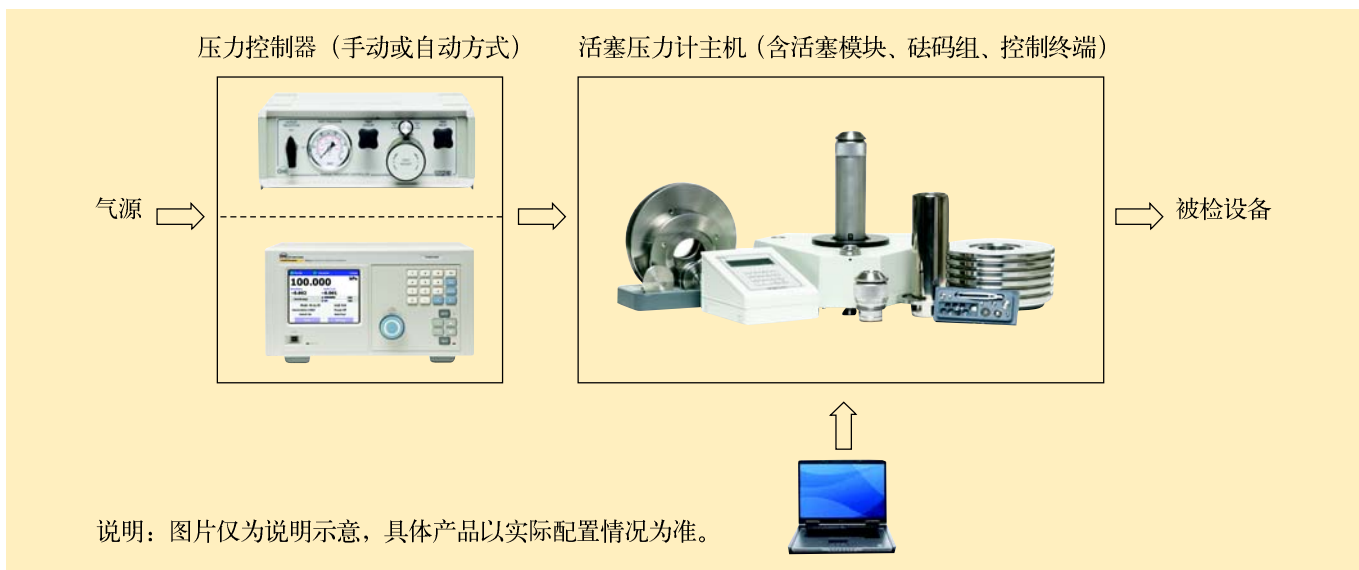 压力控制器（手动或自动方式）
活塞压力计主机（含活塞模块、砝码组、控制终端）
气源
被检设备
100.000
说明：图片仅为说明示意，具体产品以实际配置情况为准。